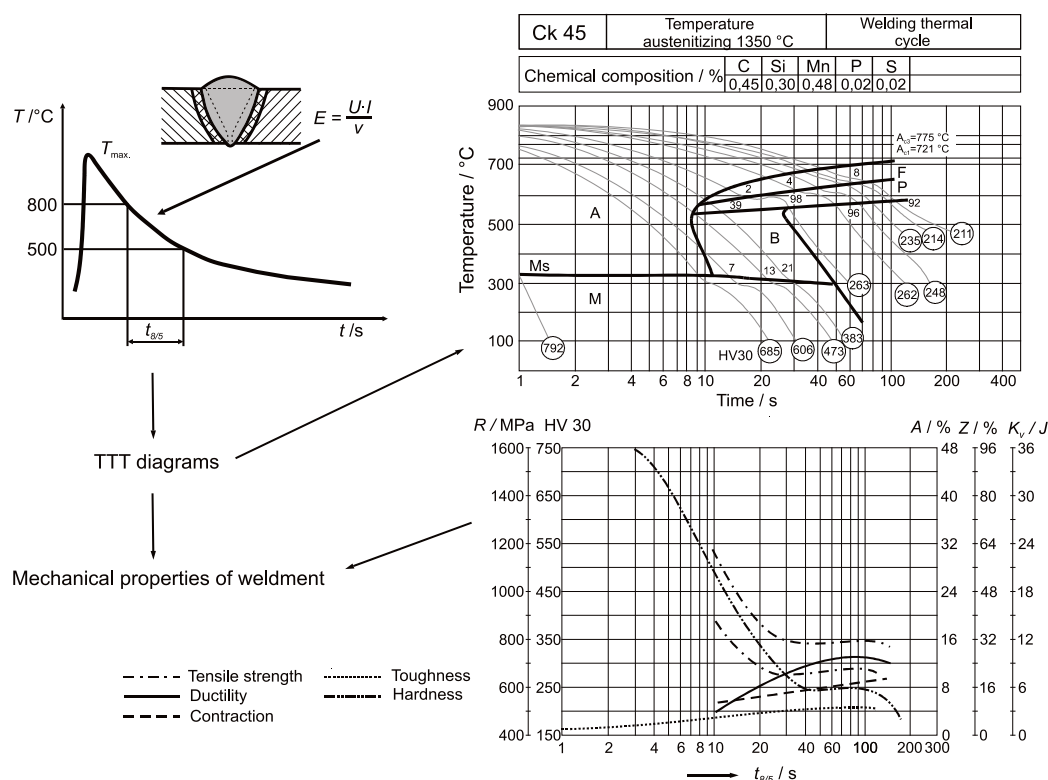 Ck 45
Temperature austenitizing 1350 °C
Welding thermal cycle
Chemical composition / %
C Si Mn P S
0,45 0,30 0,48 0,02 0,02
T /°C
T max.
E = U·I / v
800
500
t 8/5
t /s
Temperature / °C
900
700
500
300
100
A c3 =775 °C
A c1 =721 °C
F
P
A
B
Ms
M
2 4 8
39 98 96 92
7 13 21
792
HV30
685 606 473 383
263 262 248
235 214 211
1 2 4 6 8 10 20 40 60 100 200 400
Time / s
TTT diagrams
Mechanical properties of weldment
R / MPa HV 30
A / % Z / % K v / J
1600 750 48 96 36
1400 650 40 80 30
1200 550 32 64 24
1000 450 24 48 18
800 350 16 32 12
600 250 8 16 6
400 150 0 0 0
1 2 4 6 8 10 20 40 60 100 200 300
t 8/5 / s
Tensile strength
Ductility
Contraction
Toughness
Hardness